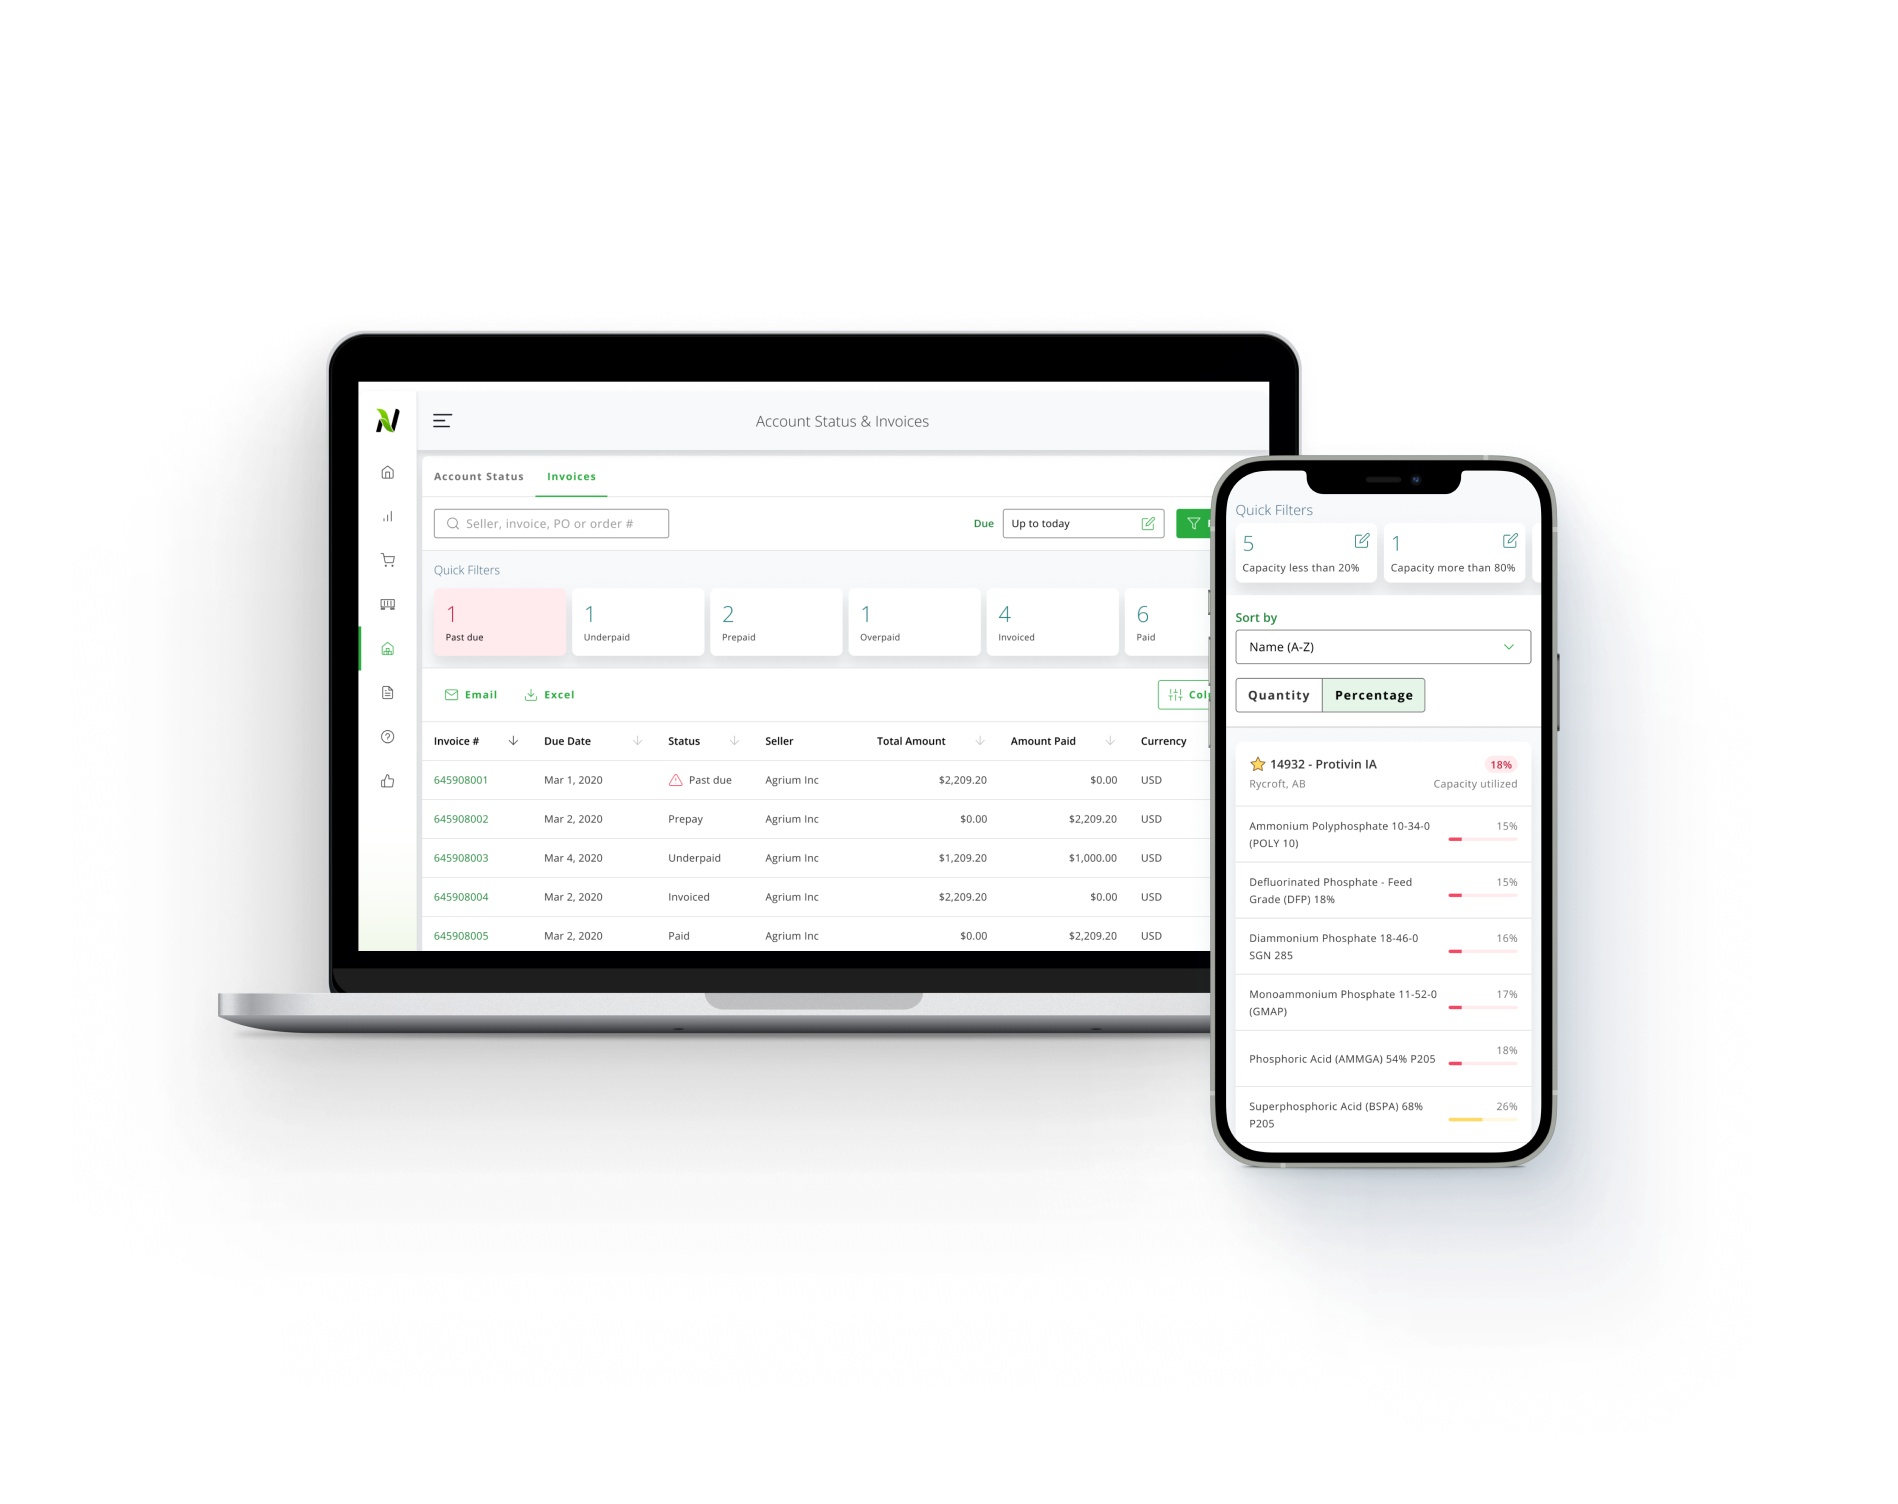 Account Status & Invoices
Account Status Invoices
Seller, invoice, PO or order #
Due Up to today
Quick Filters
1 1 2 1 4 6
Past due Underpaid Prepaid Overpaid Invoiced Paid
Email Excel
Invoice # Due Date Status Seller Total Amount Amount Paid Currency
645908001 Mar 1, 2020 Past due Agrium Inc $2,209.20 $0.00 USD
645908002 Mar 2, 2020 Prepay Agrium Inc $0.00 $2,209.20 USD
645908003 Mar 4, 2020 Underpaid Agrium Inc $1,209.20 $1,000.00 USD
645908004 Mar 2, 2020 Invoiced Agrium Inc $2,209.20 $0.00 USD
645908005 Mar 2, 2020 Paid Agrium Inc $0.00 $2,209.20 USD
Quick Filters
5 1
Capacity less than 20% Capacity more than 80%
Sort by
Name (A-Z)
Quantity Percentage
14932 - Protivin IA 18%
Rycroft, AB Capacity utilized
Ammonium Polyphosphate 10-34-0 15%
(POLY 10)
Defluorinated Phosphate - Feed 15%
Grade (DFP) 18%
Diammonium Phosphate 18-46-0 16%
SGN 285
Monoammonium Phosphate 11-52-0 17%
(GMAP)
Phosphoric Acid (AMMGA) 54% P205 18%
Superphosphoric Acid (BSPA) 68% 26%
P205